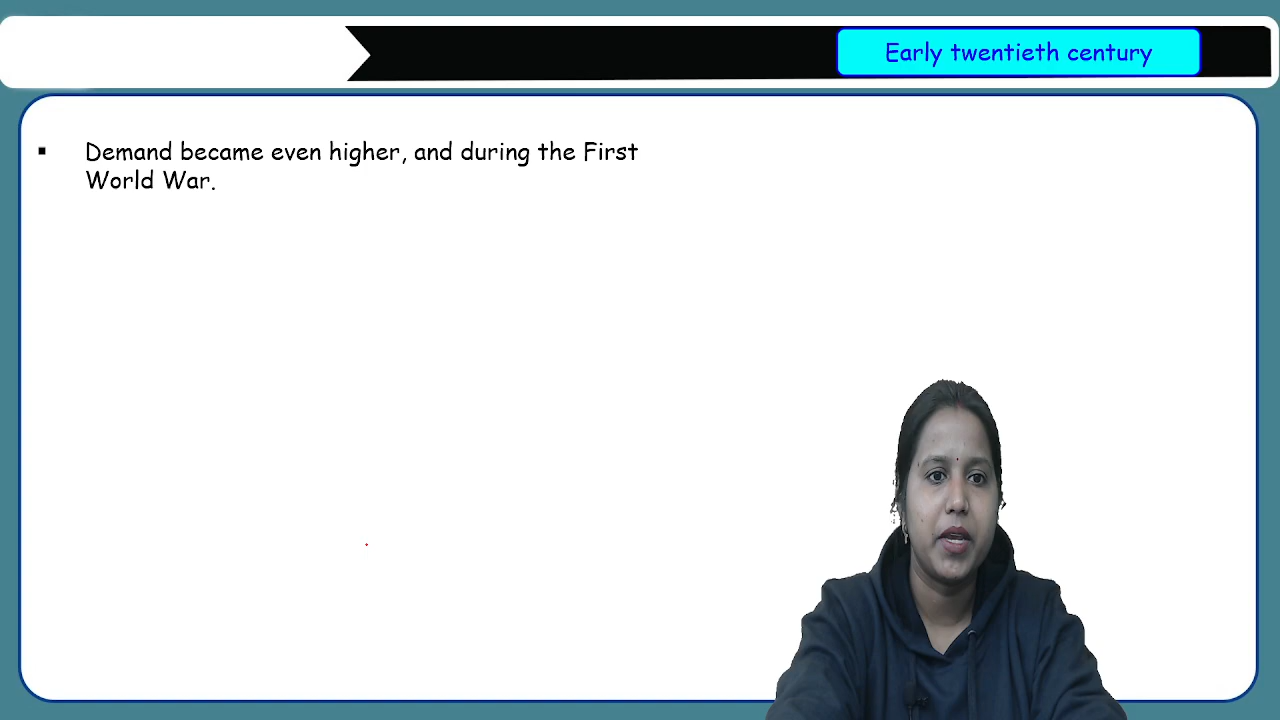 Early twentieth century
Demand became even higher, and during the First
World War.